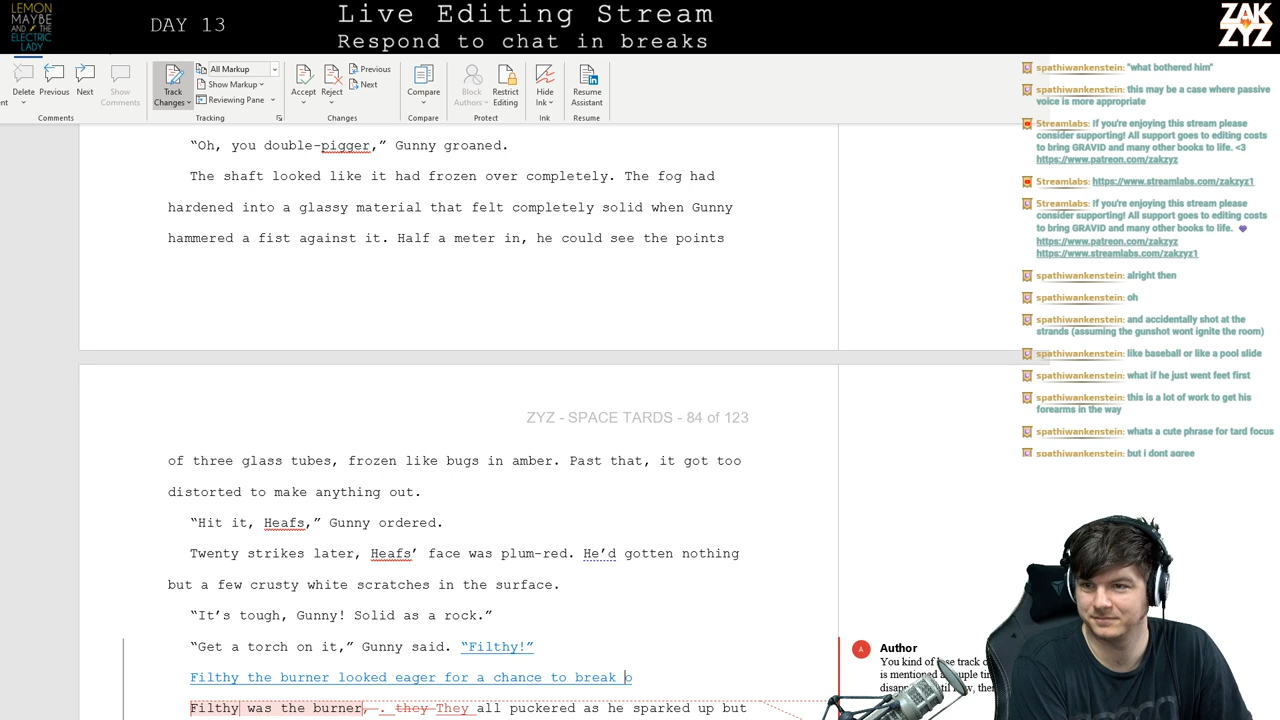 LEMON
MAYBE
AND THE
ELECTRIC
LADY
DAY 13
Live Editing Stream
Respond to chat in breaks
ZAK
ZYZ
Delete
Previous
Next
Show
Comments
Comments
Track
Changes
All Markup
Show Markup
Reviewing Pane
Tracking
Accept
Reject
Previous
Next
Changes
Compare
Compare
Block
Authors
Restrict
Editing
Protect
Hide
Ink
Ink
Resume
Assistant
Resume
“Oh, you double-pigger,” Gunny groaned.
The shaft looked like it had frozen over completely. The fog had
hardened into a glassy material that felt completely solid when Gunny
hammered a fist against it. Half a meter in, he could see the points
ZYZ - SPACE TARDS - 84 of 123
of three glass tubes, frozen like bugs in amber. Past that, it got too
distorted to make anything out.
“Hit it, Heafs,” Gunny ordered.
Twenty strikes later, Heafs’ face was plum-red. He’d gotten nothing
but a few crusty white scratches in the surface.
“It’s tough, Gunny! Solid as a rock.”
“Get a torch on it,” Gunny said. “Filthy!”
Filthy the burner looked eager for a chance to break o
Filthy was the burner, . they They all puckered as he sparked up but
A
Author
You kind of lose track
is mentioned a couple
spathiwankenstein: "what bothered him"
spathiwankenstein: this may be a case where passive
voice is more appropriate
Streamlabs: If you're enjoying this stream please
consider supporting! All support goes to editing costs
to bring GRAVID and many other books to life. <3
https://www.patreon.com/zakzyz
Streamlabs: https://www.streamlabs.com/zakzyz1
Streamlabs: If you're enjoying this stream please
consider supporting! All support goes to editing costs
to bring GRAVID and many other books to life. 💜
https://www.patreon.com/zakzyz
https://www.streamlabs.com/zakzyz1
spathiwankenstein: alright then
spathiwankenstein: oh
spathiwankenstein: and accidentally shot at the
strands (assuming the gunshot wont ignite the room)
spathiwankenstein: like baseball or like a pool slide
spathiwankenstein: what if he just went feet first
spathiwankenstein: this is a lot of work to get his
forearms in the way
spathiwankenstein: whats a cute phrase for tard focus
spathiwankenstein: but i dont agree